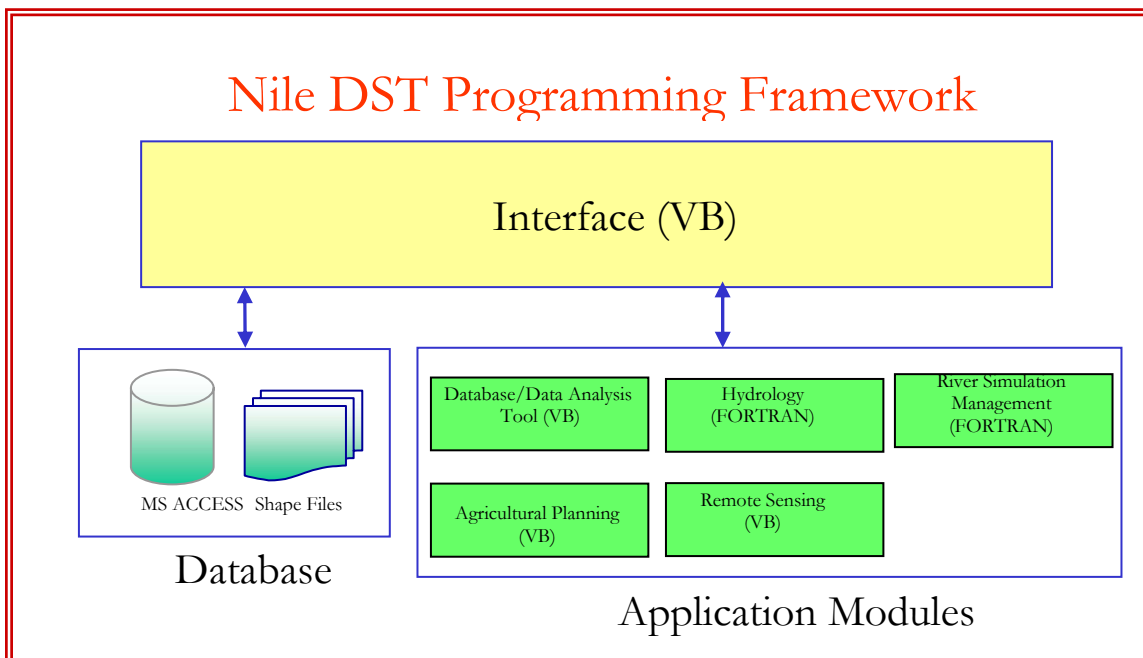 Nile DST Programming Framework
Interface (VB)
Database/Data Analysis
Tool (VB)
Hydrology
(FORTRAN)
River Simulation
Management
(FORTRAN)
Agricultural Planning
(VB)
Remote Sensing
(VB)
MS ACCESS
Shape Files
Database
Application Modules